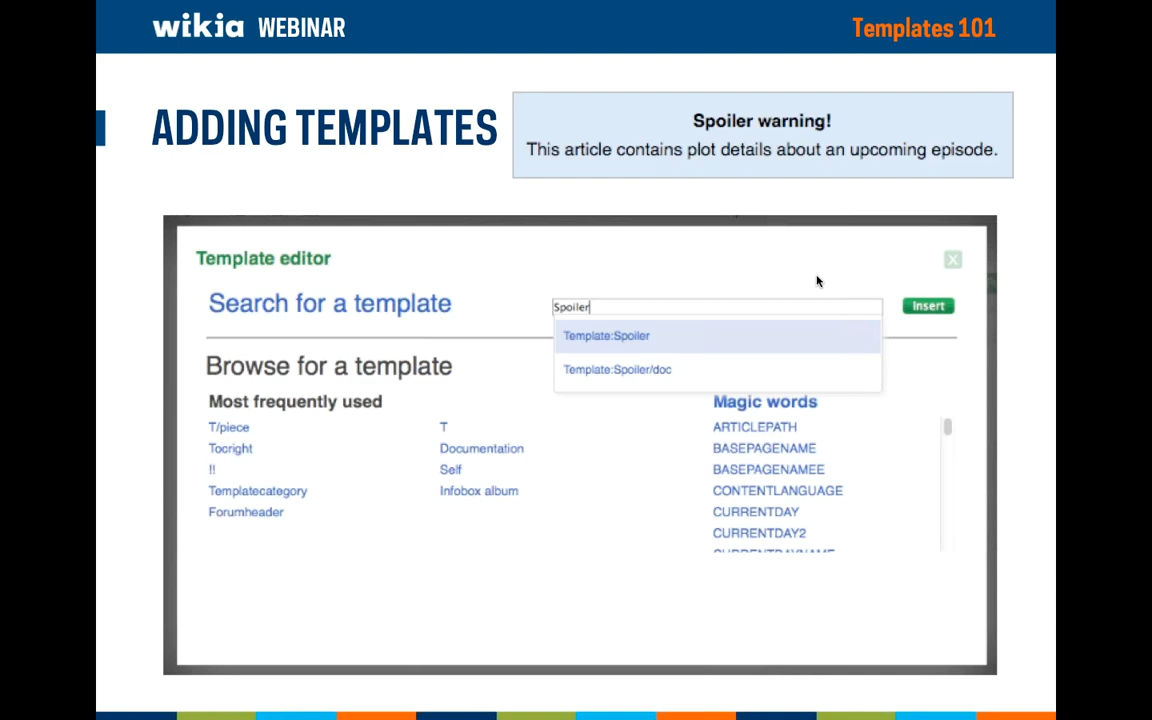 wikia WEBINAR
Templates 101
ADDING TEMPLATES
Spoiler warning!
This article contains plot details about an upcoming episode.
Template editor
X
Search for a template
Spoiler
Insert
Template:Spoiler
Template:Spoiler/doc
Browse for a template
Most frequently used
T/piece
Tocright
!!
Templatecategory
Forumheader
T
Documentation
Self
Infobox album
Magic words
ARTICLEPATH
BASEPAGENAME
BASEPAGENAMEE
CONTENTLANGUAGE
CURRENTDAY
CURRENTDAY2